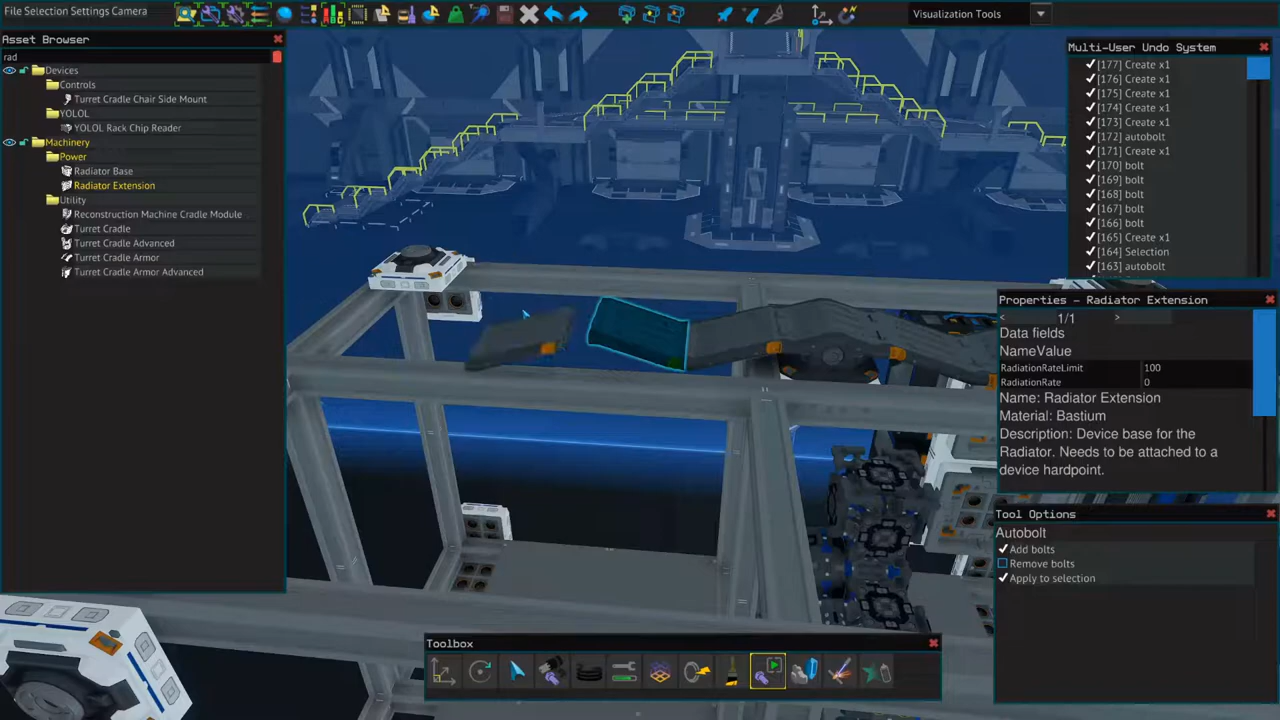 File Selection Settings Camera
Visualization Tools
Asset Browser
rad
Devices
Controls
Turret Cradle Chair Side Mount
YOLOL
YOLOL Rack Chip Reader
Machinery
Power
Radiator Base
Radiator Extension
Utility
Reconstruction Machine Cradle Module
Turret Cradle
Turret Cradle Advanced
Turret Cradle Armor
Turret Cradle Armor Advanced
Multi-User Undo System
[177] Create x1
[176] Create x1
[175] Create x1
[174] Create x1
[173] Create x1
[172] autobolt
[171] Create x1
[170] bolt
[169] bolt
[168] bolt
[167] bolt
[166] bolt
[165] Create x1
[164] Selection
[163] autobolt
Properties - Radiator Extension
< 1/1 >
Data fields
NameValue
RadiationRateLimit 100
RadiationRate 0
Name: Radiator Extension
Material: Bastium
Description: Device base for the
Radiator. Needs to be attached to a
device hardpoint.
Tool Options
Autobolt
Add bolts
Remove bolts
Apply to selection
Toolbox